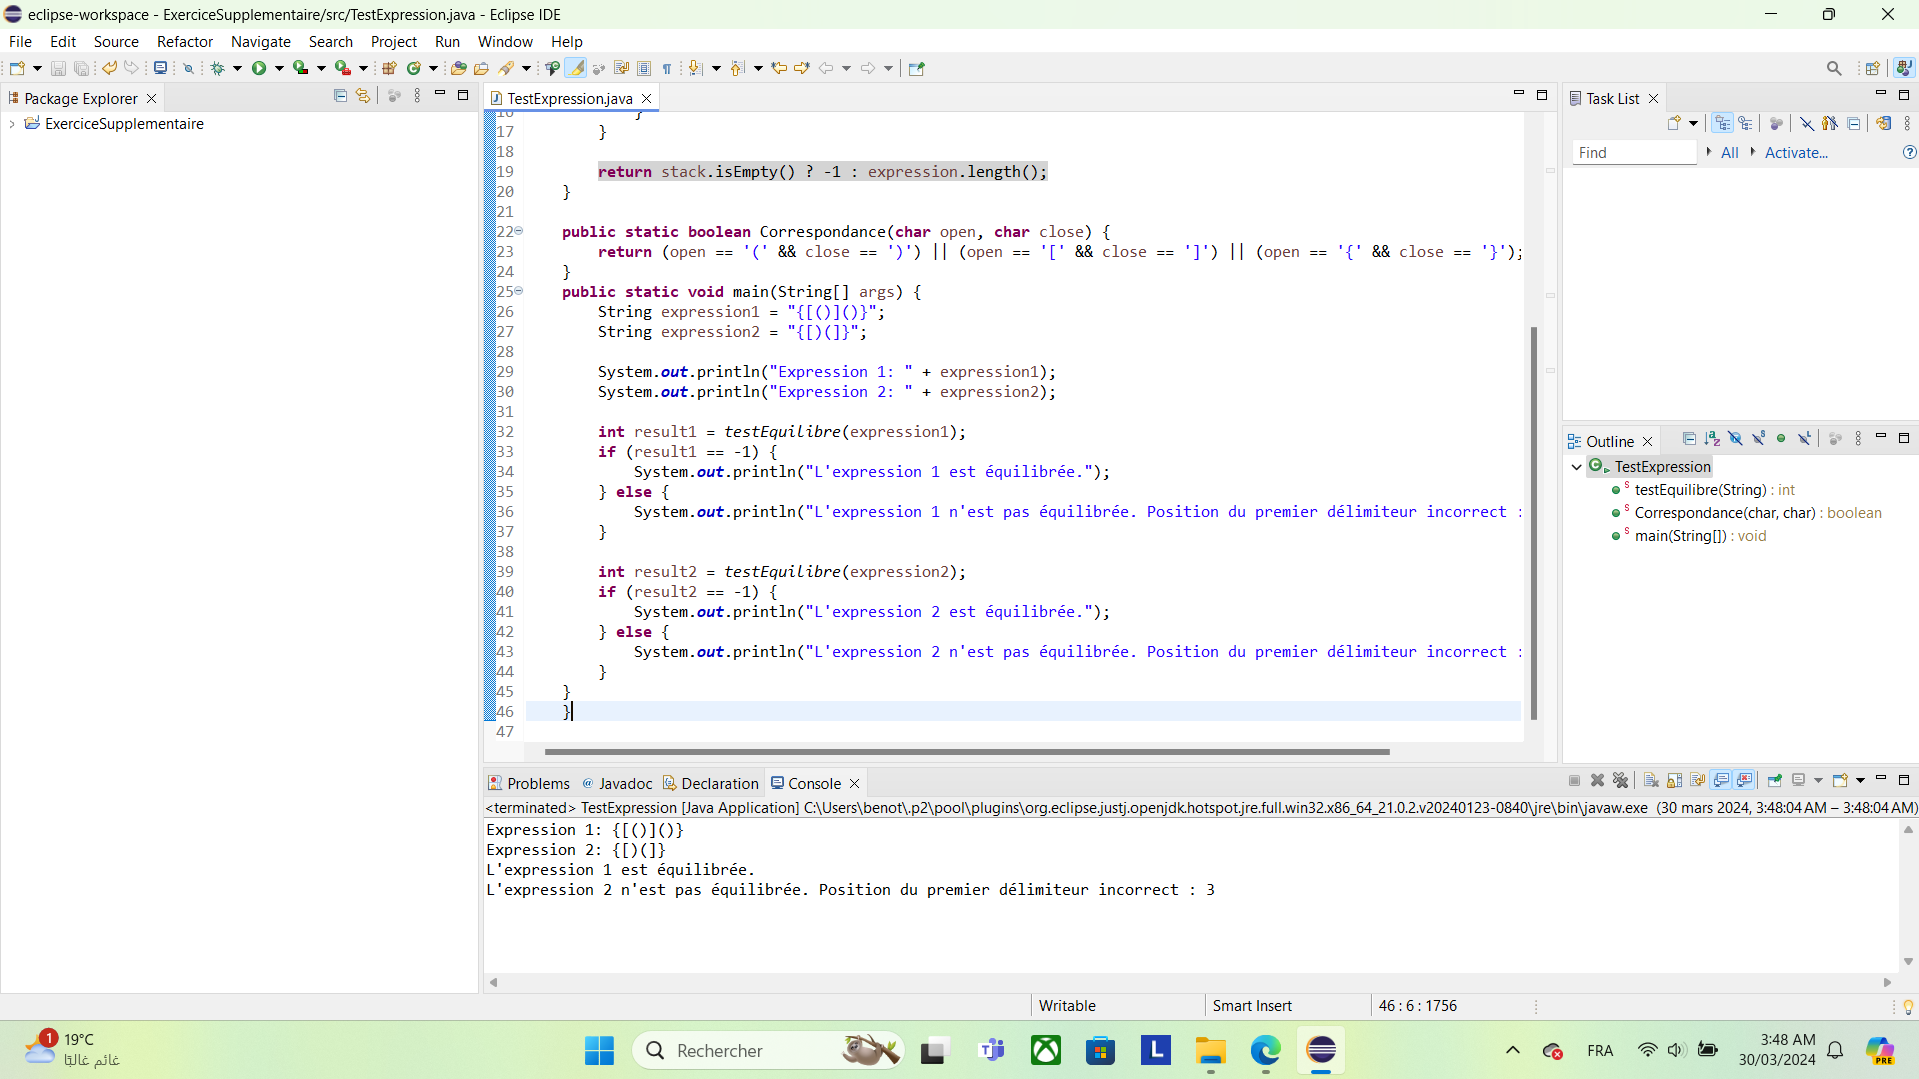 eclipse-workspace - ExerciceSupplementaire/src/TestExpression.java - Eclipse IDE
File Edit Source Refactor Navigate Search Project Run Window Help
Package Explorer
ExerciceSupplementaire
TestExpression.java
16 }
17 }
18
19 return stack.isEmpty() ? -1 : expression.length();
20 }
21
22 public static boolean Correspondance(char open, char close) {
23 return (open == '(' && close == ')') || (open == '[' && close == ']') || (open == '{' && close == '}');
24 }
25 public static void main(String[] args) {
26 String expression1 = "{[()]()}";
27 String expression2 = "{[)(]}";
28
29 System.out.println("Expression 1: " + expression1);
30 System.out.println("Expression 2: " + expression2);
31
32 int result1 = testEquilibre(expression1);
33 if (result1 == -1) {
34 System.out.println("L'expression 1 est équilibrée.");
35 } else {
36 System.out.println("L'expression 1 n'est pas équilibrée. Position du premier délimiteur incorrect :
37 }
38
39 int result2 = testEquilibre(expression2);
40 if (result2 == -1) {
41 System.out.println("L'expression 2 est équilibrée.");
42 } else {
43 System.out.println("L'expression 2 n'est pas équilibrée. Position du premier délimiteur incorrect :
44 }
45 }
46 }
47
Task List
Find All Activate...
Outline
TestExpression
testEquilibre(String) : int
Correspondance(char, char) : boolean
main(String[]) : void
Problems Javadoc Declaration Console
<terminated> TestExpression [Java Application] C:\Users\benot\.p2\pool\plugins\org.eclipse.justj.openjdk.hotspot.jre.full.win32.x86_64_21.0.2.v20240123-0840\jre\bin\javaw.exe (30 mars 2024, 3:48:04 AM – 3:48:04 AM)
Expression 1: {[()]()}
Expression 2: {[)(]}
L'expression 1 est équilibrée.
L'expression 2 n'est pas équilibrée. Position du premier délimiteur incorrect : 3
Writable Smart Insert 46 : 6 : 1756
1
19°C
غائم غالبًا
Rechercher
L
FRA
3:48 AM
30/03/2024
PRE